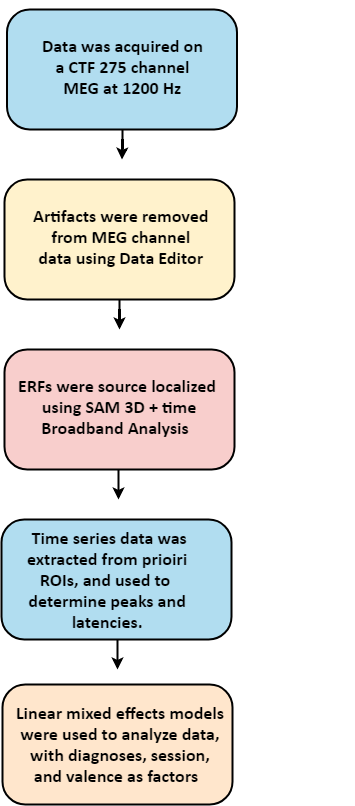 Data was acquired on
a CTF 275 channel
MEG at 1200 Hz
Artifacts were removed
from MEG channel
data using Data Editor
ERFs were source localized
using SAM 3D + time
Broadband Analysis
Time series data was
extracted from prioiri
ROIs, and used to
determine peaks and
latencies.
Linear mixed effects models
were used to analyze data,
with diagnoses, session,
and valence as factors